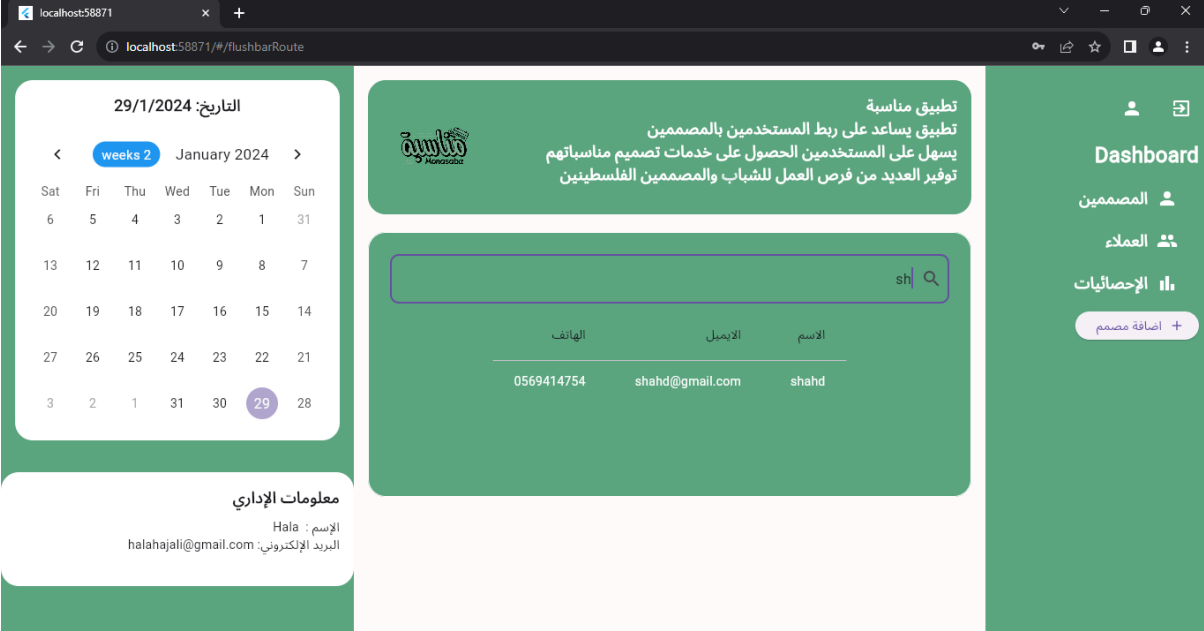 localhost:58871
localhost:58871/#/flushbarRoute
Dashboard
المصممين
العملاء
الإحصائيات
+ اضافة مصمم
تطبيق مناسبة
تطبيق يساعد على ربط المستخدمين بالمصممين
يسهل على المستخدمين الحصول على خدمات تصميم مناسباتهم
توفير العديد من فرص العمل للشباب والمصممين الفلسطينين
مناسبة
Monasaba
sh
الاسم الايميل الهاتف
shahd shahd@gmail.com 0569414754
التاريخ: 29/1/2024
weeks 2 January 2024
Sat Fri Thu Wed Tue Mon Sun
6 5 4 3 2 1 31
13 12 11 10 9 8 7
20 19 18 17 16 15 14
27 26 25 24 23 22 21
3 2 1 31 30 29 28
معلومات الإداري
الإسم : Hala
البريد الإلكتروني: halahajali@gmail.com